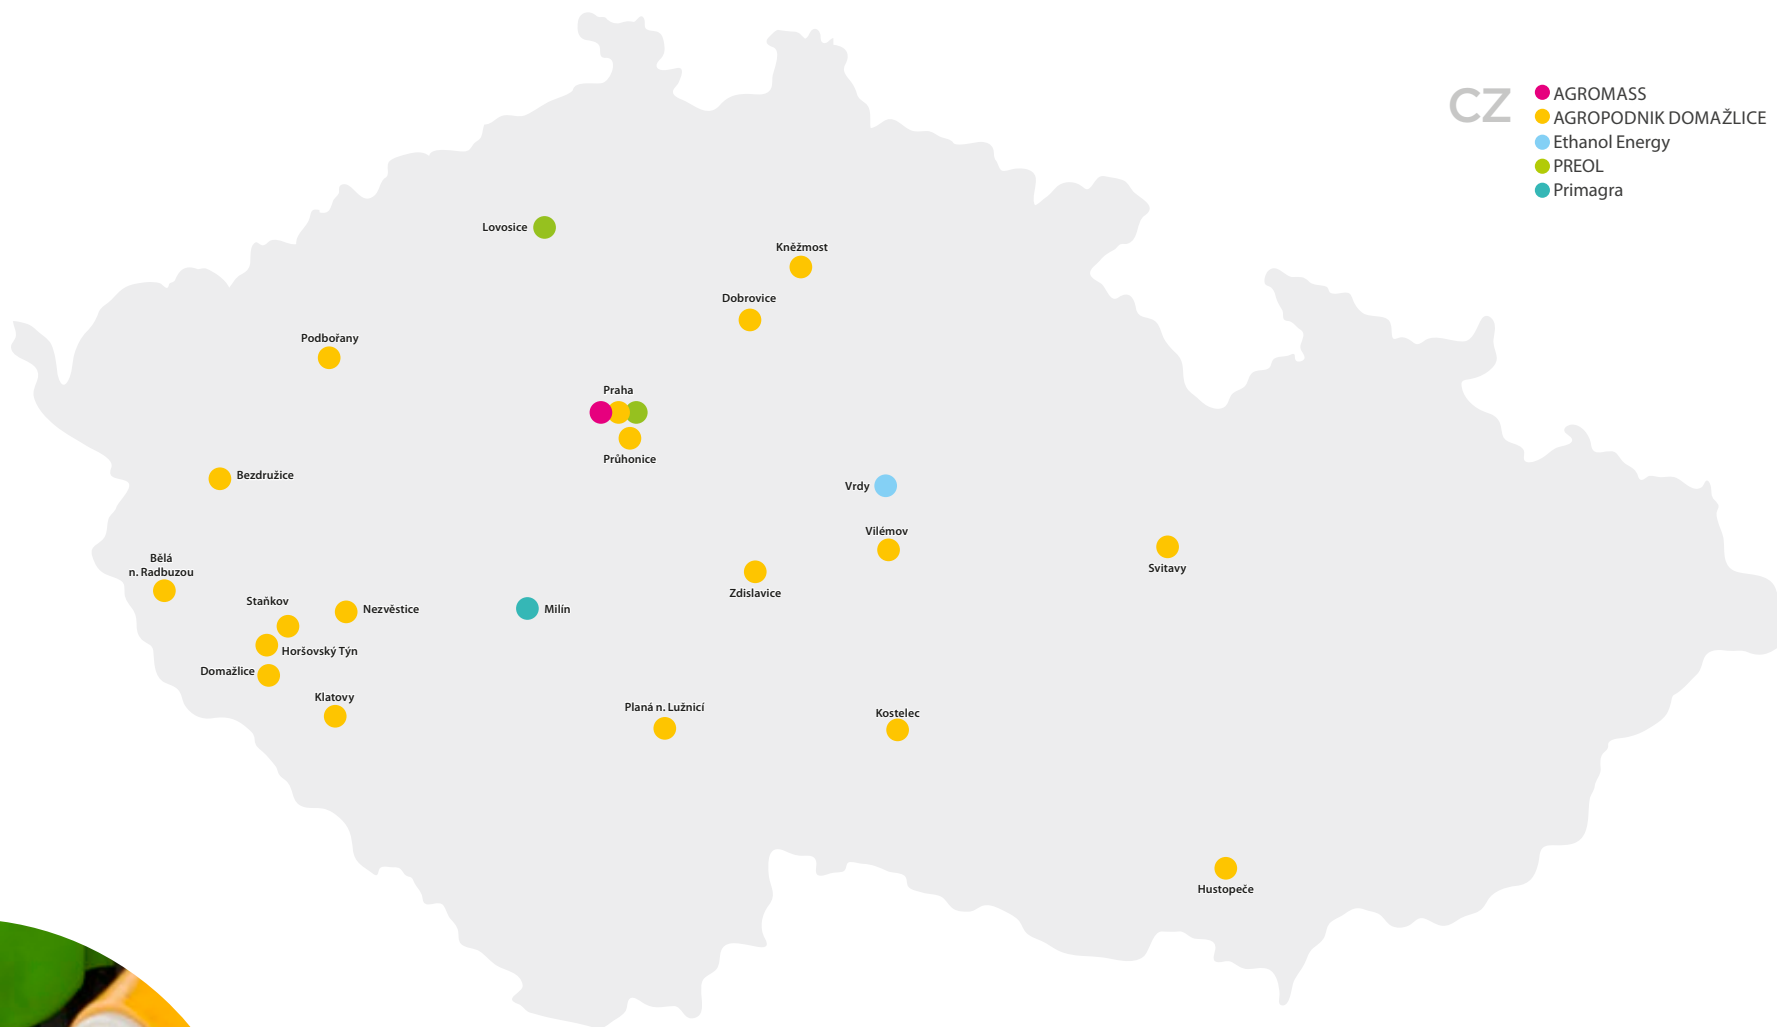 CZ
AGROMASS
AGROPODNIK DOMAŽLICE
Ethanol Energy
PREOL
Primagra
Lovosice
Kněžmost
Dobrovice
Podbořany
Praha
Průhonice
Bezdružice
Vrdy
Vilémov
Bělá
n. Radbuzou
Svitavy
Zdislavice
Staňkov
Nezvěstice
Milín
Horšovský Týn
Domažlice
Klatovy
Planá n. Lužnicí
Kostelec
Hustopeče